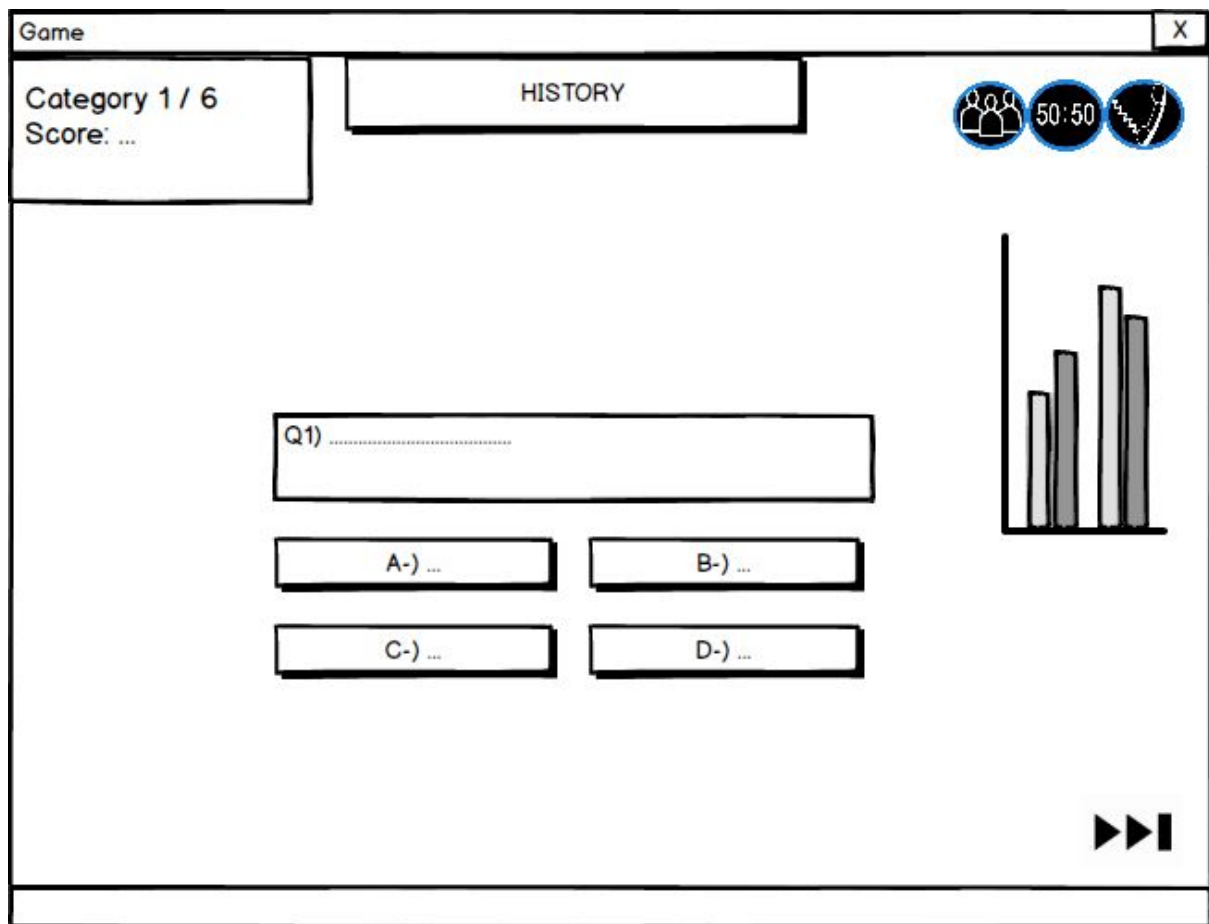 Game
X
Category 1 / 6
Score: ...
HISTORY
50:50
Q1) ......................................
A-) ...
B-) ...
C-) ...
D-) ...